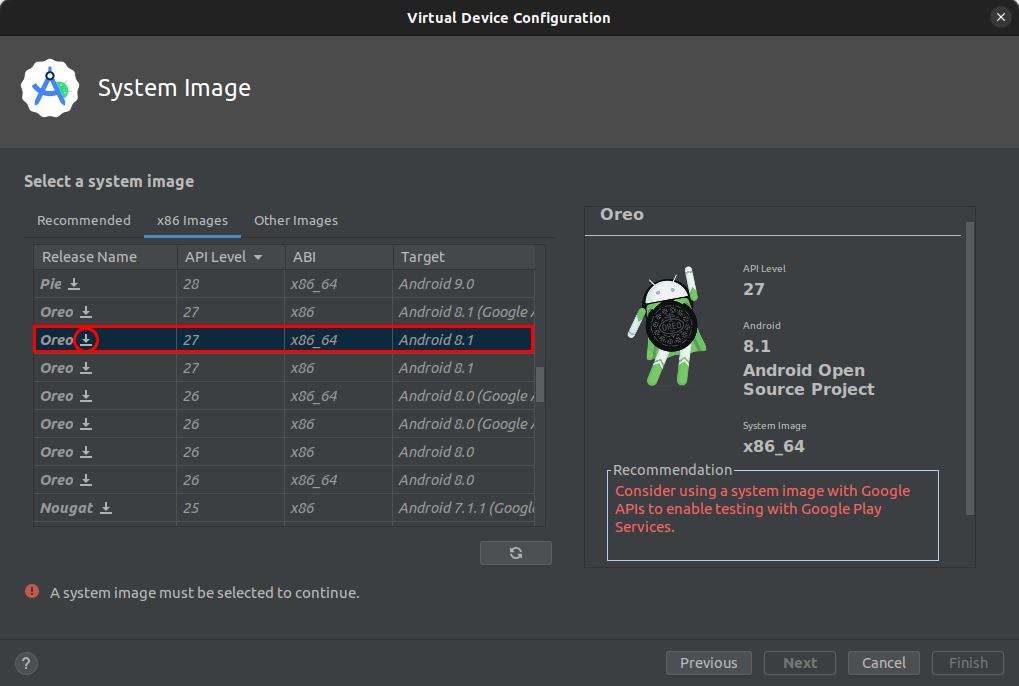 Virtual Device Configuration
System Image
Select a system image
Recommended x86 Images Other Images
Release Name API Level ABI Target
Pie 28 x86_64 Android 9.0
Oreo 27 x86 Android 8.1 (Google
Oreo 27 x86_64 Android 8.1
Oreo 27 x86 Android 8.1
Oreo 26 x86_64 Android 8.0 (Google
Oreo 26 x86 Android 8.0 (Google
Oreo 26 x86 Android 8.0
Oreo 26 x86_64 Android 8.0
Nougat 25 x86 Android 7.1.1 (Googl
A system image must be selected to continue.
Oreo
OREO
API Level
27
Android
8.1
Android Open
Source Project
System Image
x86_64
Recommendation
Consider using a system image with Google
APIs to enable testing with Google Play
Services.
?
Previous Next Cancel Finish